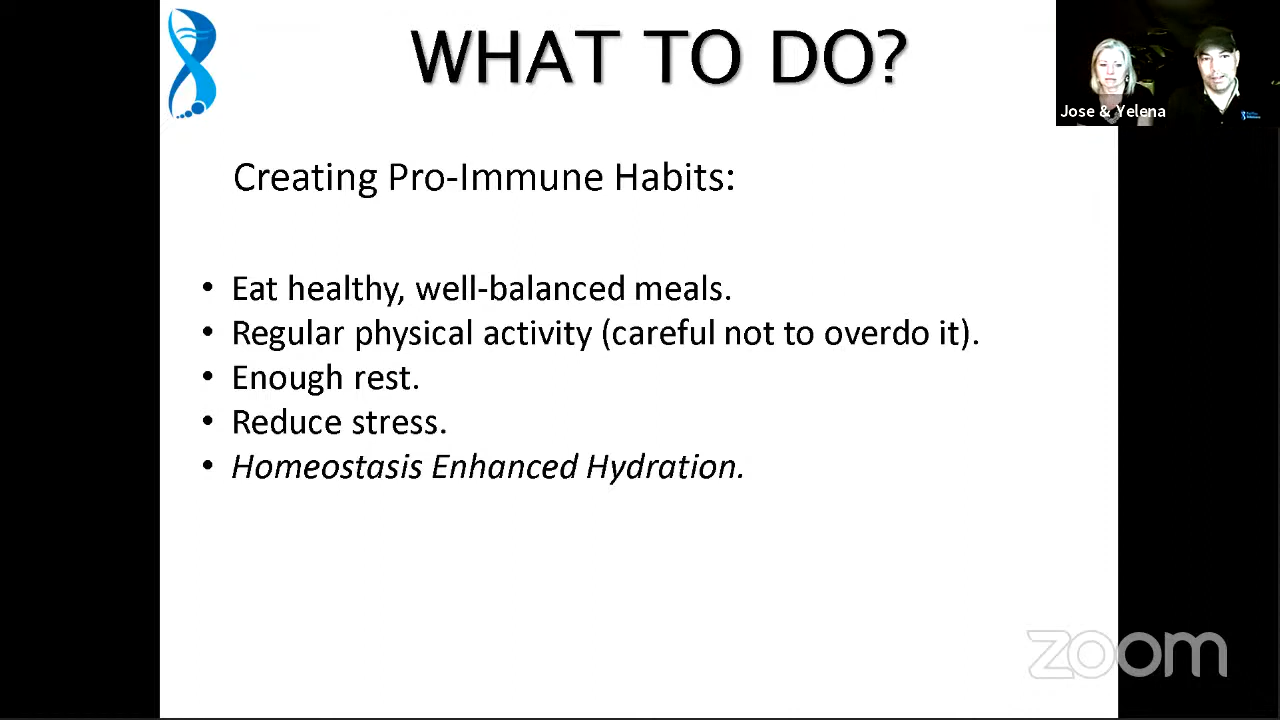 WHAT TO DO?
Jose & Yelena
Creating Pro-Immune Habits:
• Eat healthy, well-balanced meals.
• Regular physical activity (careful not to overdo it).
• Enough rest.
• Reduce stress.
• Homeostasis Enhanced Hydration.
zoom